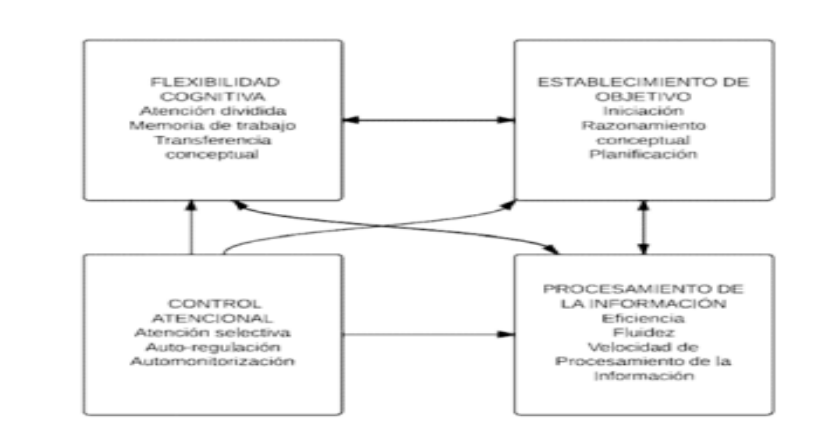 FLEXIBILIDAD
COGNITIVA
Atención dividida
Memoria de trabajo
Transferencia
conceptual
ESTABLECIMIENTO DE
OBJETIVO
Iniciación
Razonamiento
conceptual
Planificación
CONTROL
ATENCIONAL
Atención selectiva
Auto-regulación
Automonitorización
PROCESAMIENTO DE
LA INFORMACIÓN
Eficiencia
Fluidez
Velocidad de
Procesamiento de la
Información